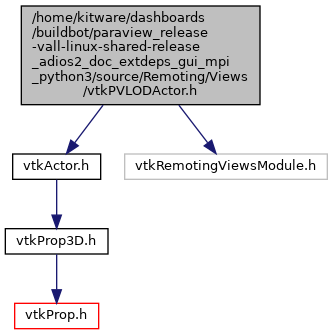 /home/kitware/dashboards
/buildbot/paraview_release
-vall-linux-shared-release
_adios2_doc_extdeps_gui_mpi
_python3/source/Remoting/Views
/vtkPVLODActor.h
vtkActor.h
vtkRemotingViewsModule.h
vtkProp3D.h
vtkProp.h